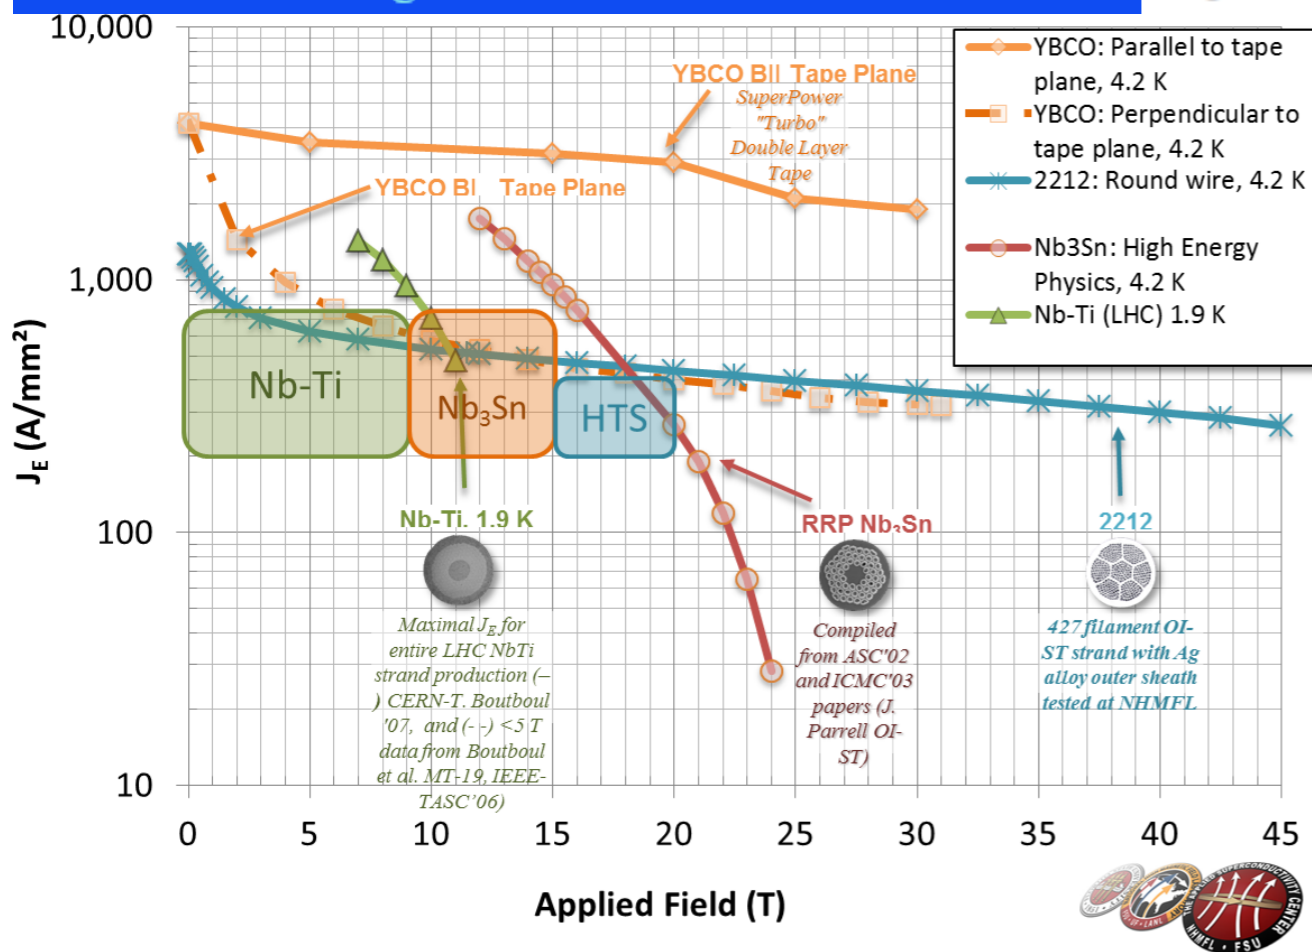 10,000
1,000
100
10
J_E (A/mm²)
0 5 10 15 20 25 30 35 40 45
Applied Field (T)
YBCO: Parallel to tape
plane, 4.2 K
YBCO: Perpendicular to
tape plane, 4.2 K
2212: Round wire, 4.2 K
Nb3Sn: High Energy
Physics, 4.2 K
Nb-Ti (LHC) 1.9 K
YBCO B|| Tape Plane
SuperPower
"Turbo"
Double Layer
Tape
YBCO B|_ Tape Plane
Nb-Ti
Nb₃Sn
HTS
Nb-Ti, 1.9 K
Maximal J_E for
entire LHC NbTi
strand production (–
) CERN-T. Boutboul
'07, and (- -) <5 T
data from Boutboul
et al. MT-19, IEEE-
TASC'06)
RRP Nb₃Sn
Compiled
from ASC'02
and ICMC'03
papers (J.
Parrell OI-
ST)
2212
427 filament OI-
ST strand with Ag
alloy outer sheath
tested at NHMFL
THE APPLIED SUPERCONDUCTIVITY CENTER
NHMFL • FSU